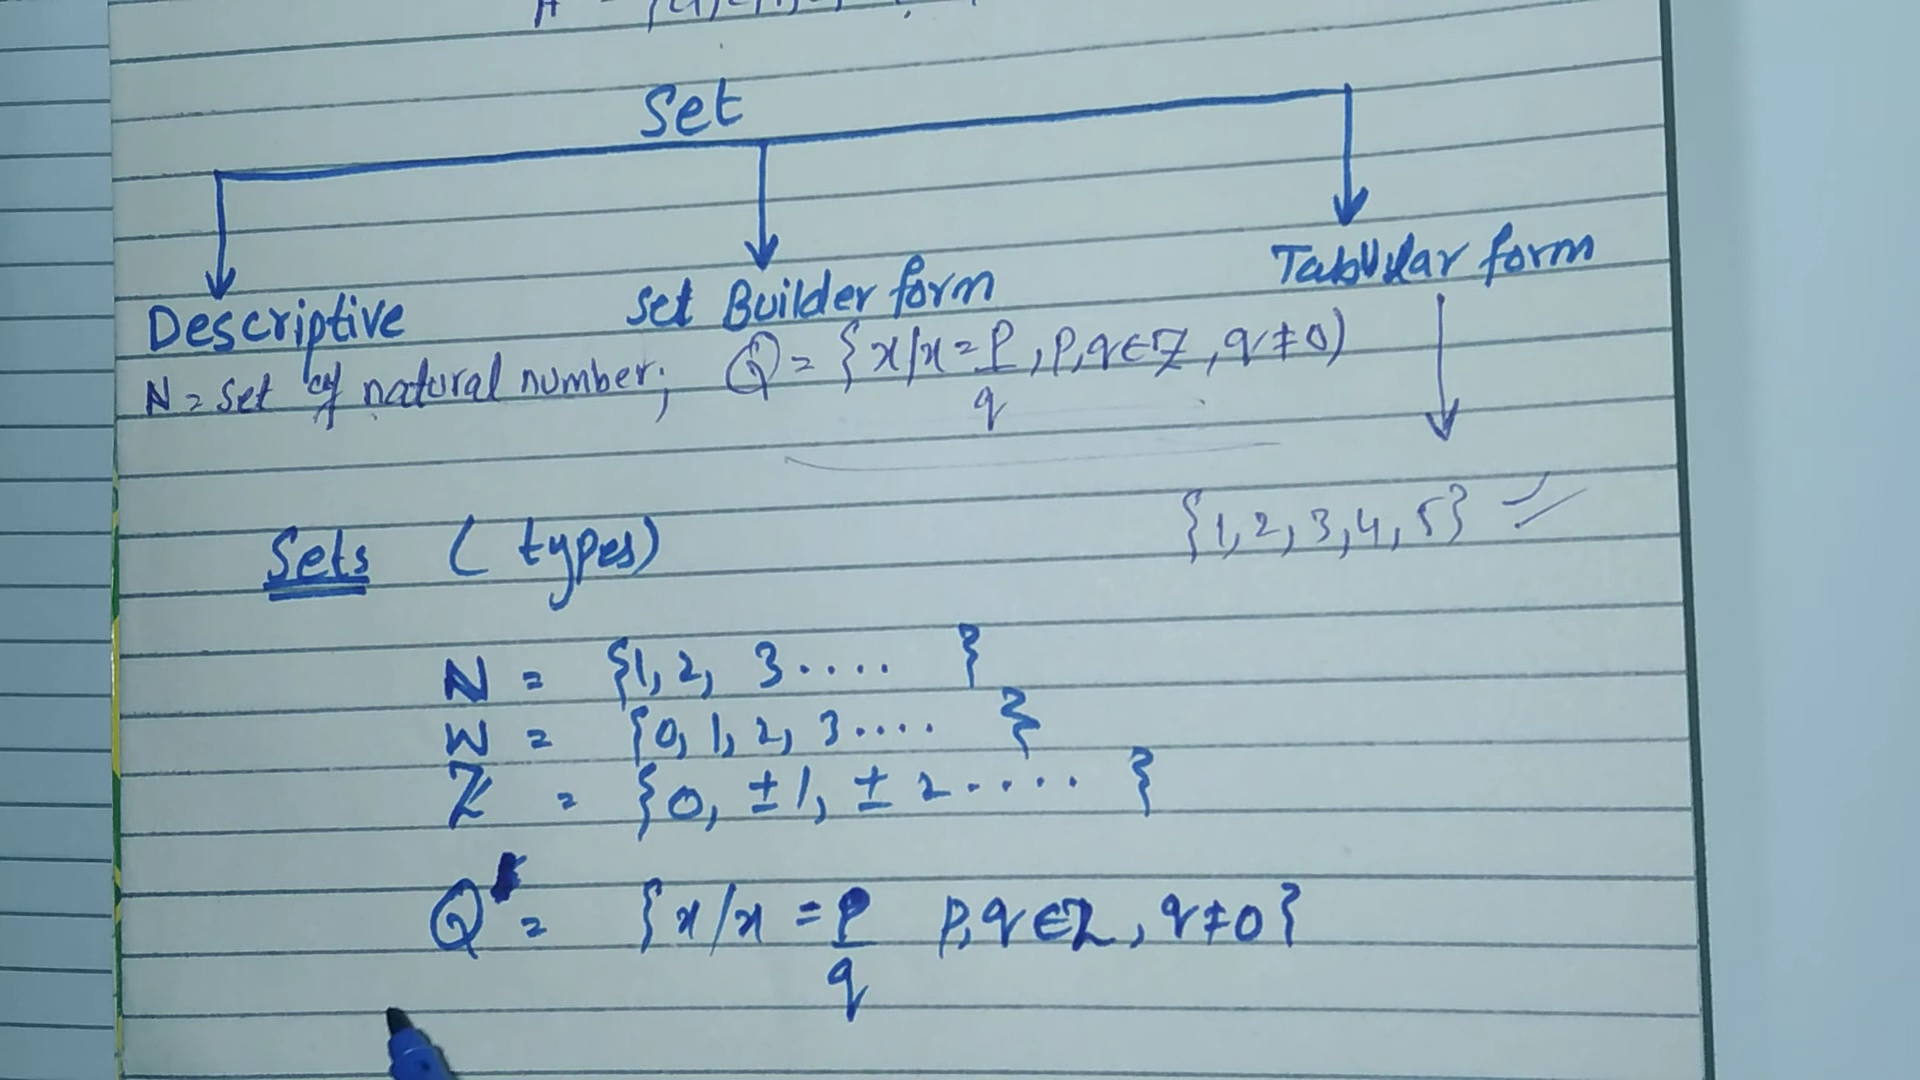 Set
Descriptive
Set Builder form
Tabular form
N = set of natural number; Q = {x/x = p/q, p,q ∈ Z, q ≠ 0)
{1,2,3,4,5}
Sets (types)
N = {1, 2, 3.... }
W = {0, 1, 2, 3.... }
Z = {0, ±1, ±2..... }
Q = {x/x = p/q p,q ∈ Z, q ≠ 0}